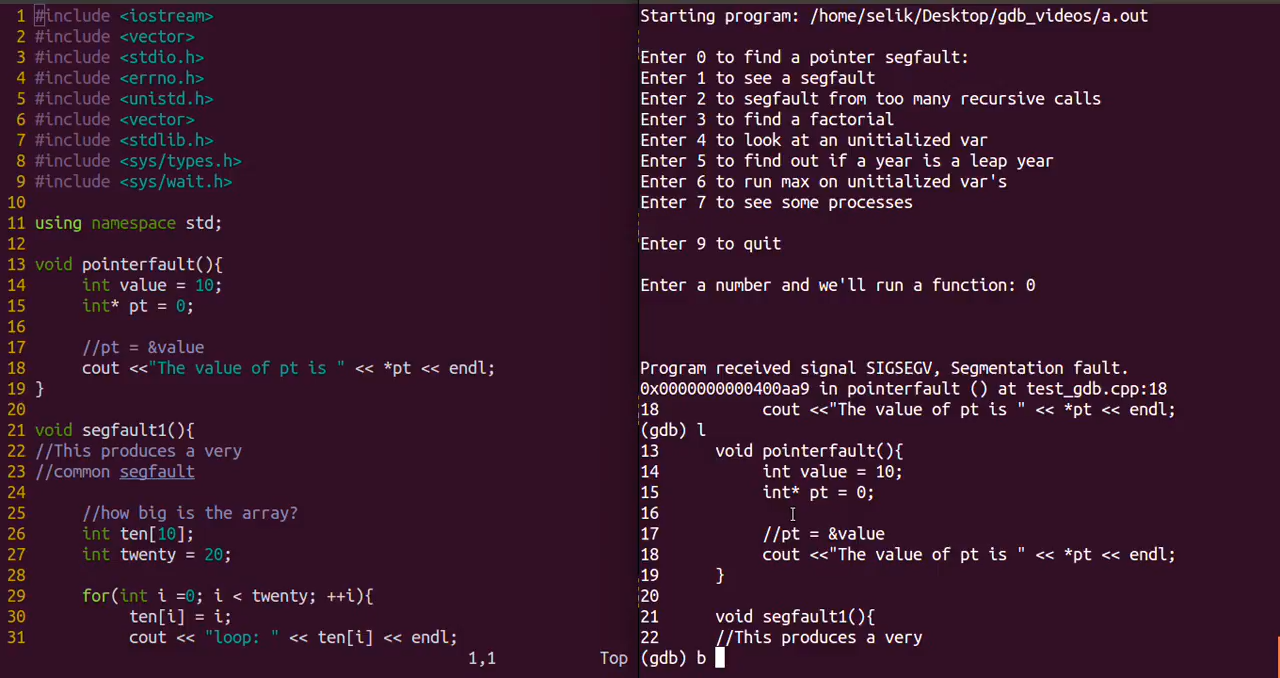 1 #include <iostream>
2 #include <vector>
3 #include <stdio.h>
4 #include <errno.h>
5 #include <unistd.h>
6 #include <vector>
7 #include <stdlib.h>
8 #include <sys/types.h>
9 #include <sys/wait.h>
10
11 using namespace std;
12
13 void pointerfault(){
14 int value = 10;
15 int* pt = 0;
16
17 //pt = &value
18 cout <<"The value of pt is " << *pt << endl;
19 }
20
21 void segfault1(){
22 //This produces a very
23 //common segfault
24
25 //how big is the array?
26 int ten[10];
27 int twenty = 20;
28
29 for(int i =0; i < twenty; ++i){
30 ten[i] = i;
31 cout << "loop: " << ten[i] << endl;
1,1 Top
Starting program: /home/selik/Desktop/gdb_videos/a.out
Enter 0 to find a pointer segfault:
Enter 1 to see a segfault
Enter 2 to segfault from too many recursive calls
Enter 3 to find a factorial
Enter 4 to look at an unitialized var
Enter 5 to find out if a year is a leap year
Enter 6 to run max on unitialized var's
Enter 7 to see some processes
Enter 9 to quit
Enter a number and we'll run a function: 0
Program received signal SIGSEGV, Segmentation fault.
0x0000000000400aa9 in pointerfault () at test_gdb.cpp:18
18 cout <<"The value of pt is " << *pt << endl;
(gdb) l
13 void pointerfault(){
14 int value = 10;
15 int* pt = 0;
16
17 //pt = &value
18 cout <<"The value of pt is " << *pt << endl;
19 }
20
21 void segfault1(){
22 //This produces a very
(gdb) b